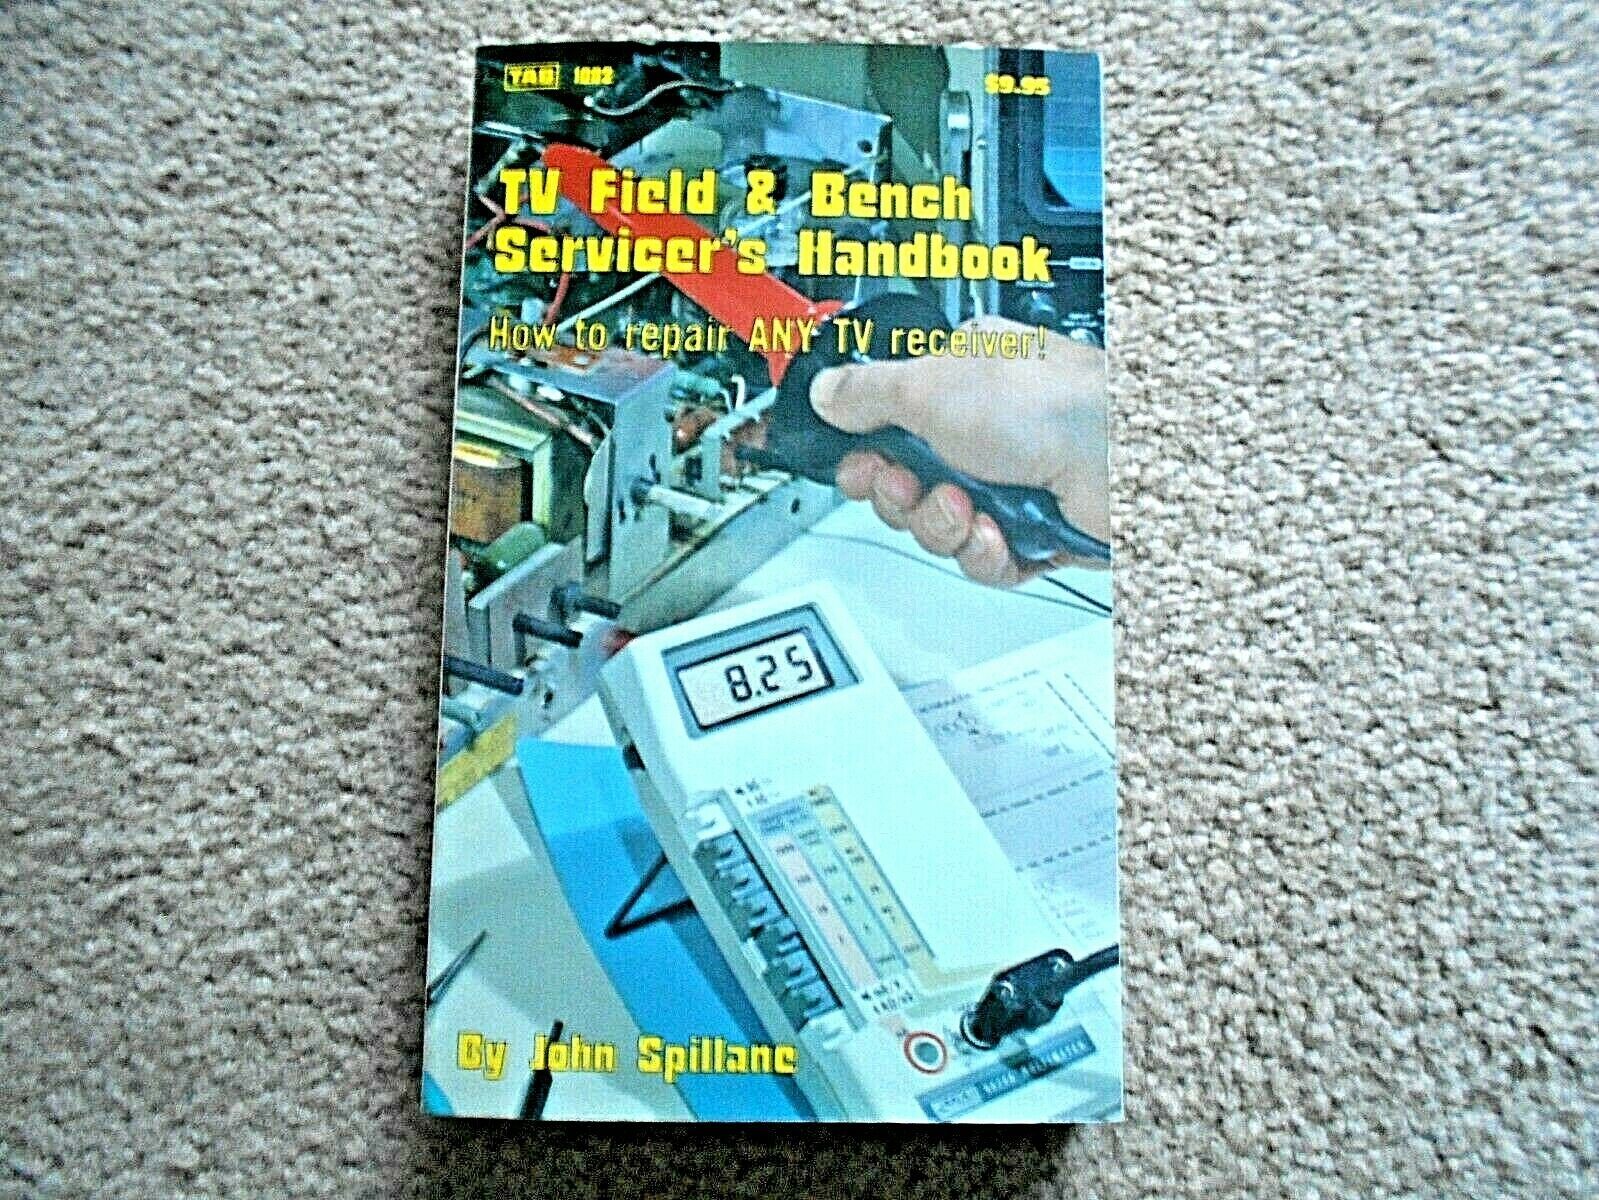 TAB 1092
$9.95
TV Field & Bench
Servicer's Handbook
How to repair ANY TV receiver!
8.25
By John Spillane